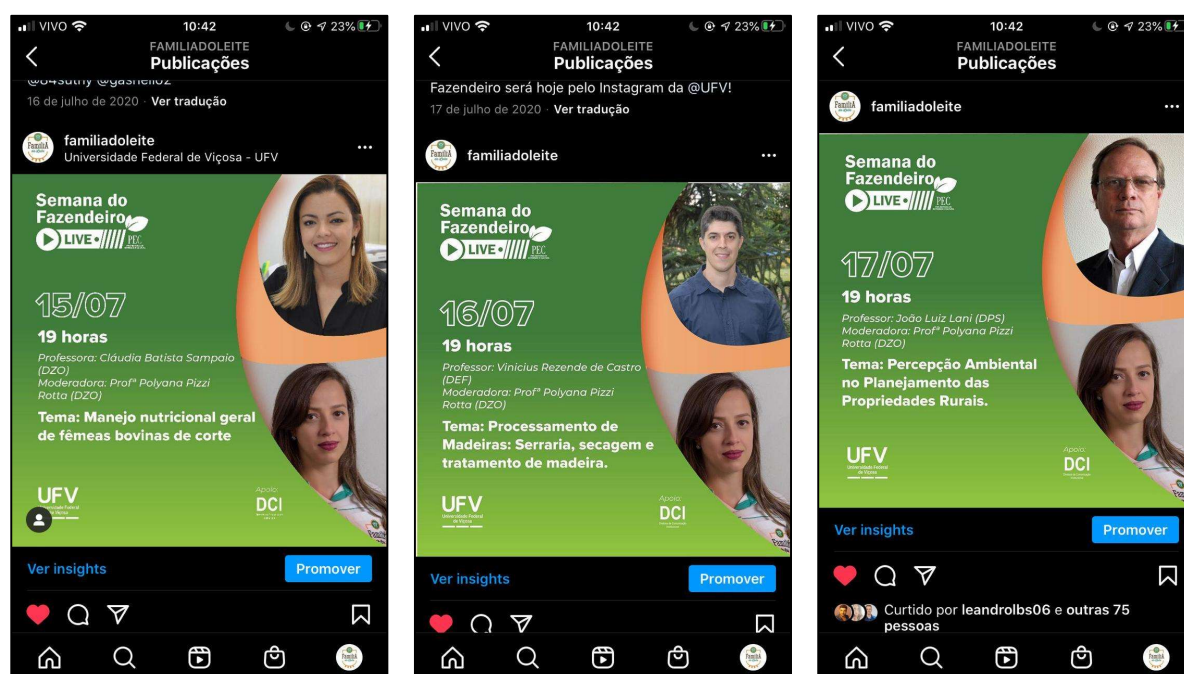 VIVO 10:42 23%
FAMILIADOLEITE
Publicações
16 de julho de 2020 · Ver tradução
familiadoleite
Universidade Federal de Viçosa - UFV
Semana do
Fazendeiro
LIVE PEC
15/07
19 horas
Professora: Cláudia Batista Sampaio
(DZO)
Moderadora: Profª Polyana Pizzi
Rotta (DZO)
Tema: Manejo nutricional geral
de fêmeas bovinas de corte
UFV
Apoio:
DCI
Ver insights
Promover
VIVO 10:42 23%
FAMILIADOLEITE
Publicações
Fazendeiro será hoje pelo Instagram da @UFV!
17 de julho de 2020 · Ver tradução
familiadoleite
Semana do
Fazendeiro
LIVE PEC
16/07
19 horas
Professor: Vinicius Rezende de Castro
(DEF)
Moderadora: Profª Polyana Pizzi
Rotta (DZO)
Tema: Processamento de
Madeiras: Serraria, secagem e
tratamento de madeira.
UFV
Universidade Federal
de Viçosa
Apoio:
DCI
Ver insights
Promover
VIVO 10:42 23%
FAMILIADOLEITE
Publicações
familiadoleite
Semana do
Fazendeiro
LIVE PEC
17/07
19 horas
Professor: João Luiz Lani (DPS)
Moderadora: Profª Polyana Pizzi
Rotta (DZO)
Tema: Percepção Ambiental
no Planejamento das
Propriedades Rurais.
UFV
Universidade Federal
de Viçosa
Apoio:
DCI
Ver insights
Promover
Curtido por leandrolbs06 e outras 75
pessoas